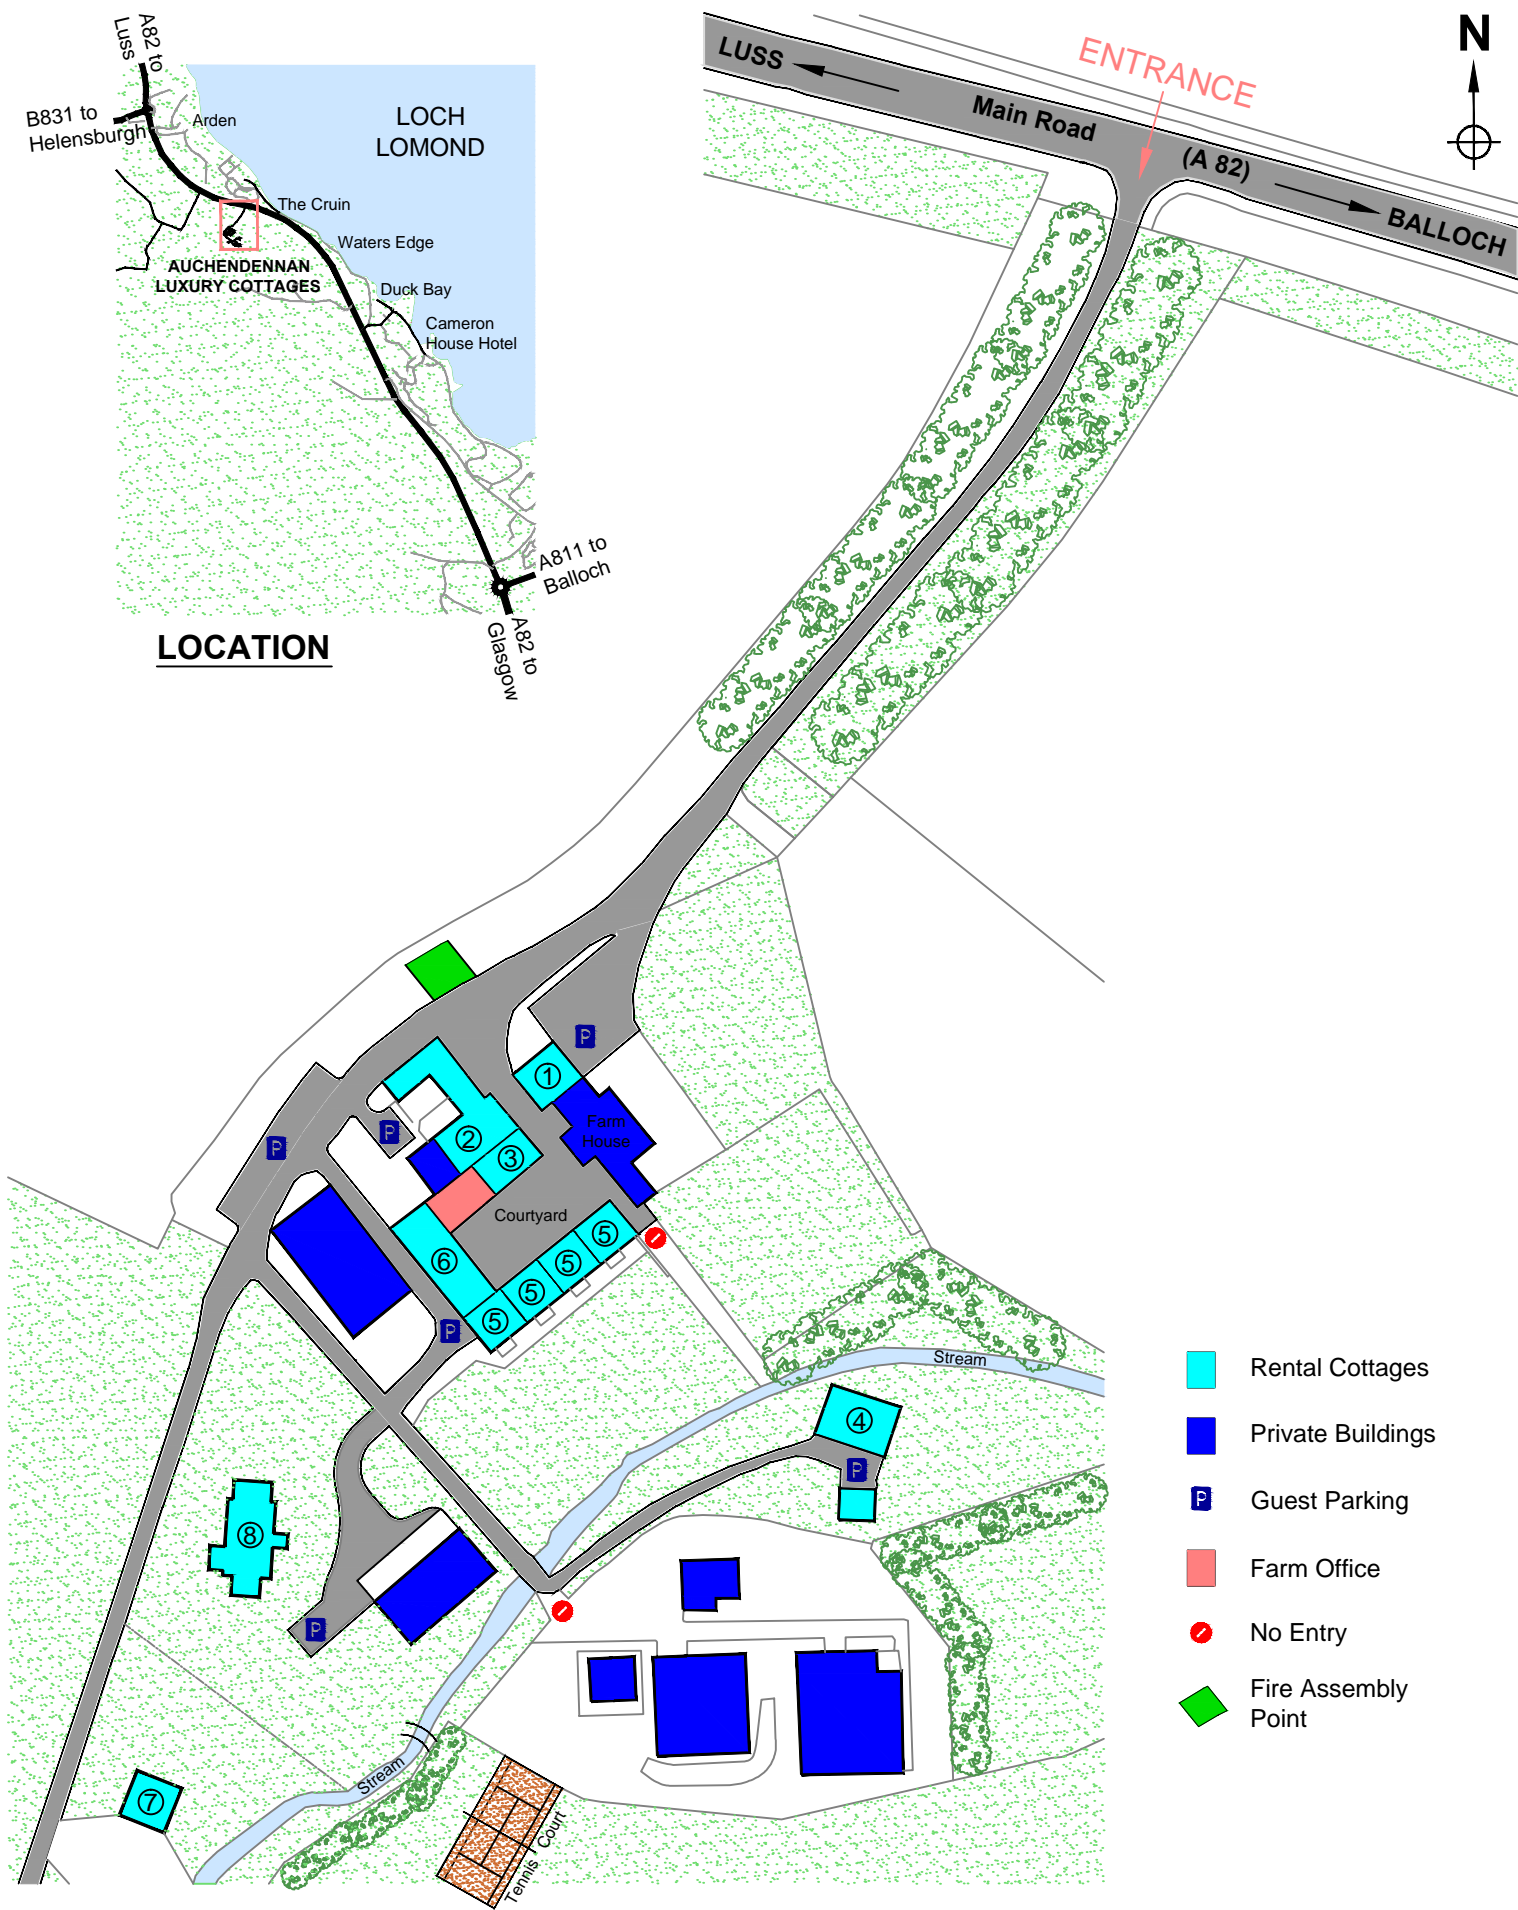 A82 to
Luss
B831 to
Helensburgh
Arden
LOCH
LOMOND
The Cruin
Waters Edge
AUCHENDENNAN
LUXURY COTTAGES
Duck Bay
Cameron
House Hotel
A811 to
Balloch
A82 to
Glasgow
LOCATION
LUSS
Main Road
(A 82)
BALLOCH
ENTRANCE
N
P
1
Farm
House
P
P
2
3
Courtyard
6
5
5
5
5
P
Stream
4
P
8
P
7
Stream
Tennis Court
Rental Cottages
Private Buildings
P
Guest Parking
Farm Office
No Entry
Fire Assembly
Point